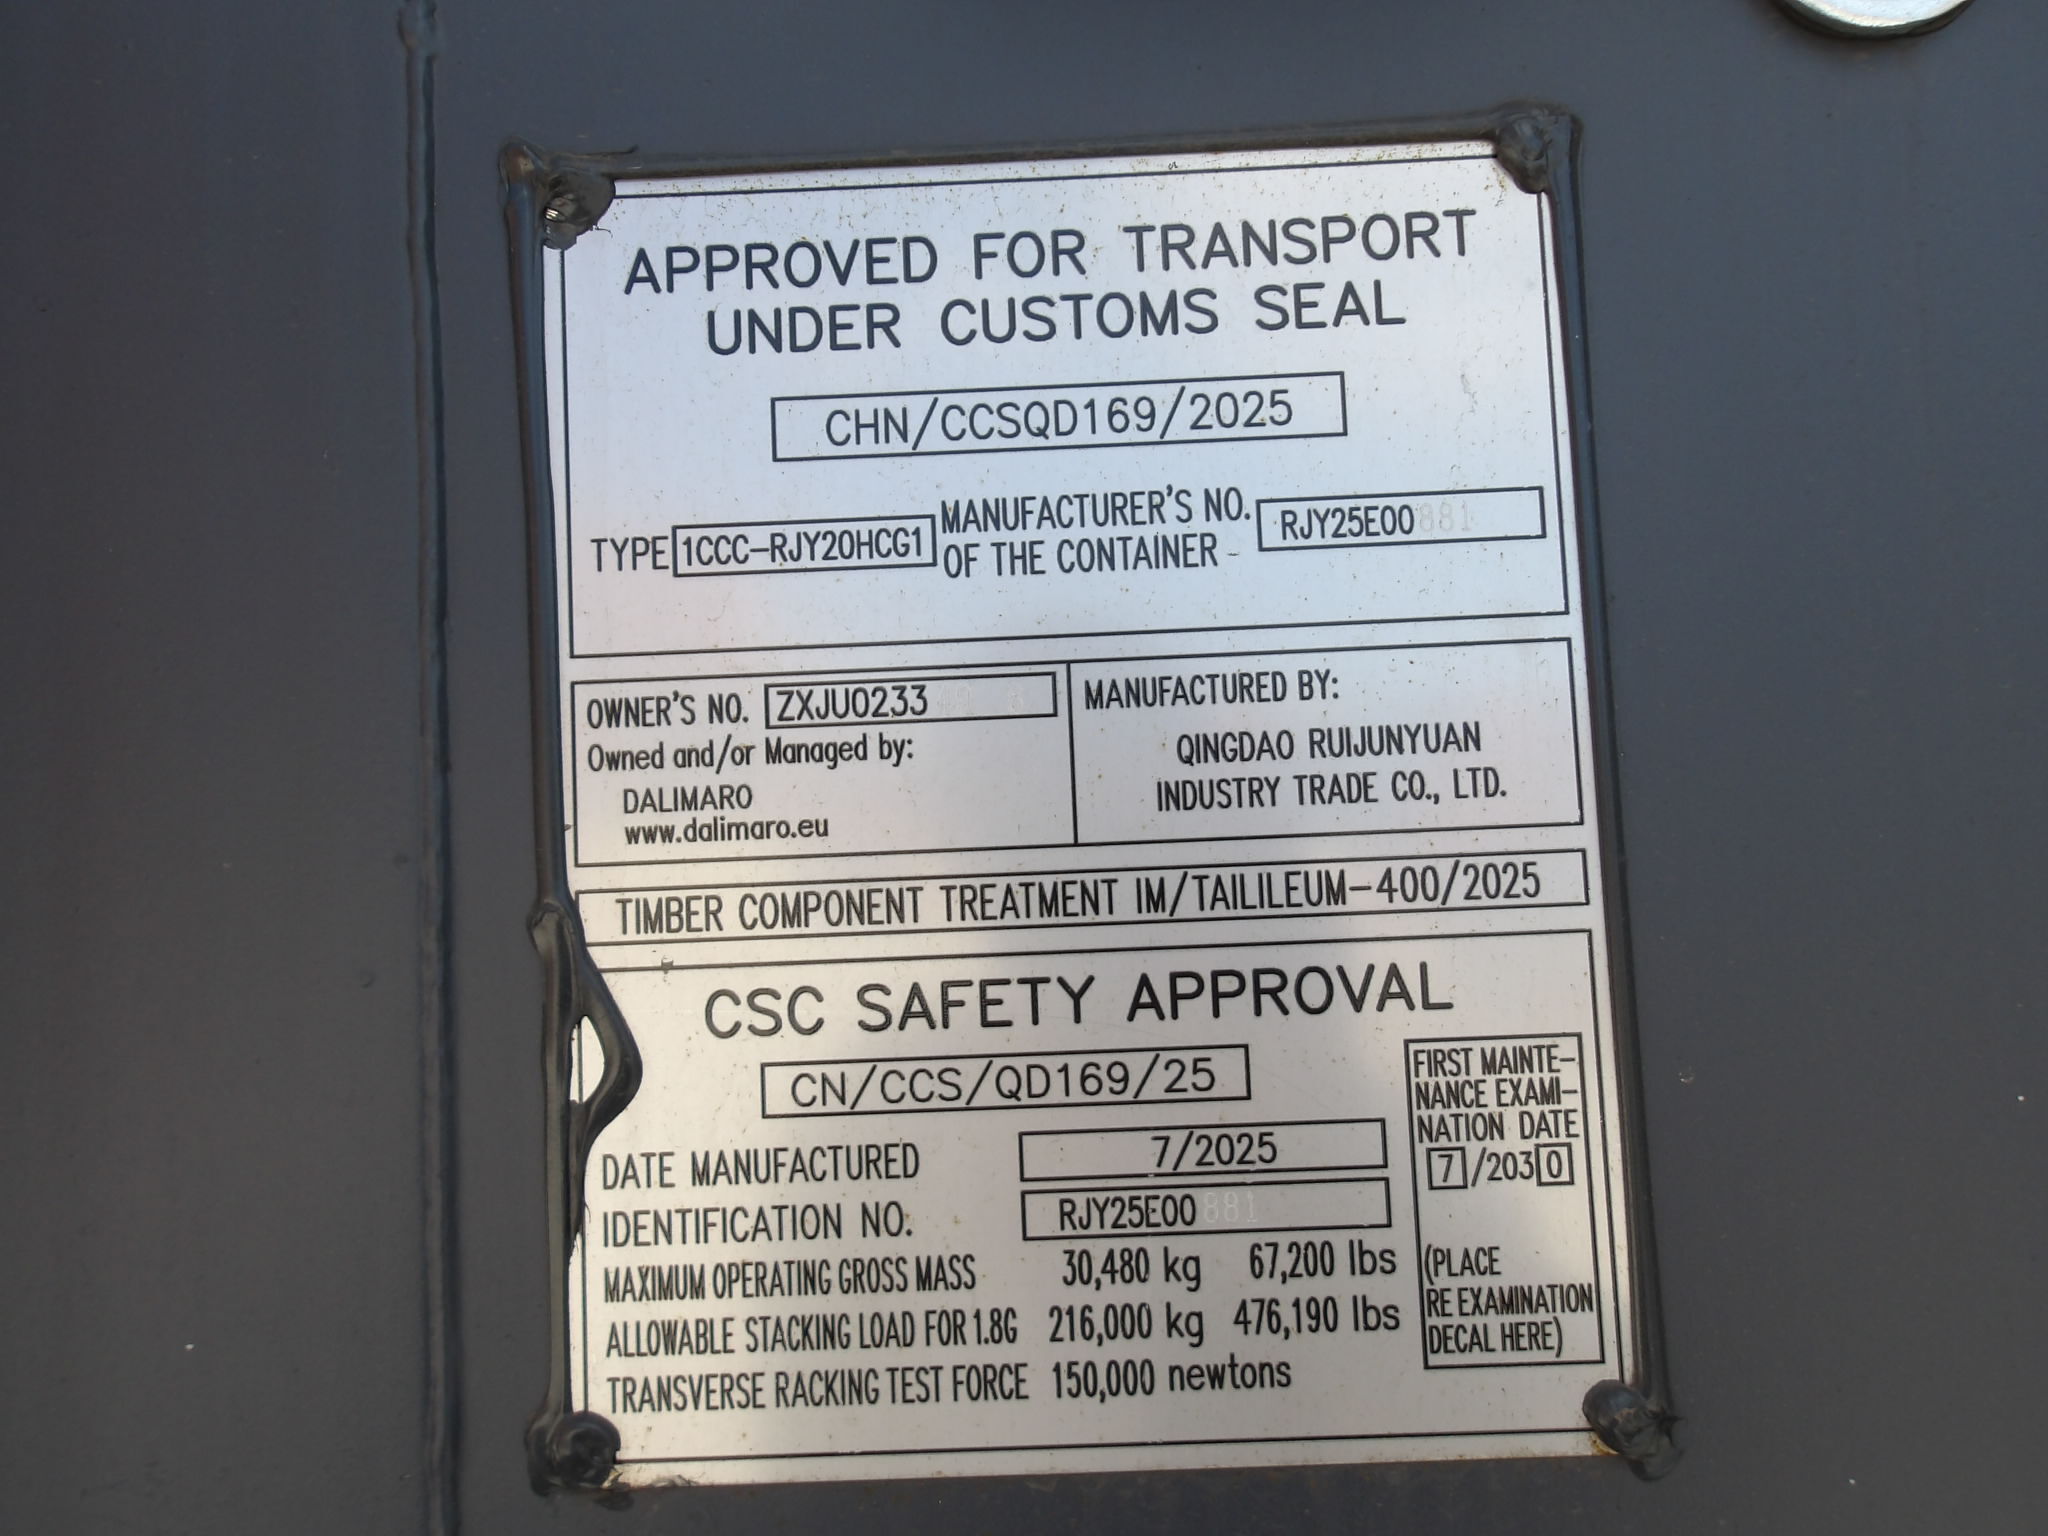 APPROVED FOR TRANSPORT
UNDER CUSTOMS SEAL
CHN/CCSQD169/2025
TYPE 1CCC-RJY20HCG1 MANUFACTURER'S NO.
OF THE CONTAINER RJY25E00881
OWNER'S NO. ZXJU0233
Owned and/or Managed by:
DALIMARO
www.dalimaro.eu
MANUFACTURED BY:
QINGDAO RUIJUNYUAN
INDUSTRY TRADE CO., LTD.
TIMBER COMPONENT TREATMENT IM/TAILILEUM-400/2025
CSC SAFETY APPROVAL
CN/CCS/QD169/25
DATE MANUFACTURED 7/2025
IDENTIFICATION NO. RJY25E00881
MAXIMUM OPERATING GROSS MASS 30,480 kg 67,200 lbs
ALLOWABLE STACKING LOAD FOR 1.8G 216,000 kg 476,190 lbs
TRANSVERSE RACKING TEST FORCE 150,000 newtons
FIRST MAINTE-
NANCE EXAMI-
NATION DATE
7/2030
(PLACE
RE EXAMINATION
DECAL HERE)